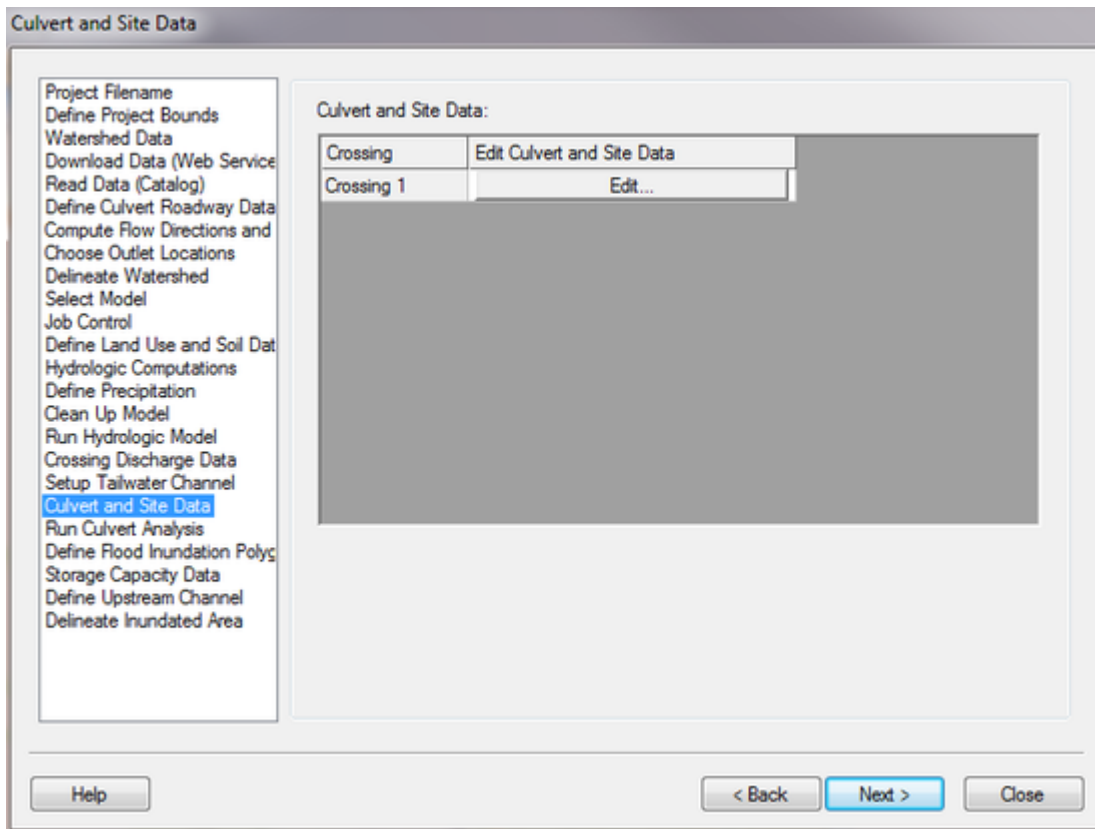 Culvert and Site Data
Project Filename
Define Project Bounds
Watershed Data
Download Data (Web Service
Read Data (Catalog)
Define Culvert Roadway Data
Compute Flow Directions and
Choose Outlet Locations
Delineate Watershed
Select Model
Job Control
Define Land Use and Soil Dat
Hydrologic Computations
Define Precipitation
Clean Up Model
Run Hydrologic Model
Crossing Discharge Data
Setup Tailwater Channel
Culvert and Site Data
Run Culvert Analysis
Define Flood Inundation Polyg
Storage Capacity Data
Define Upstream Channel
Delineate Inundated Area
Culvert and Site Data:
Crossing Edit Culvert and Site Data
Crossing 1 Edit...
Help < Back Next > Close